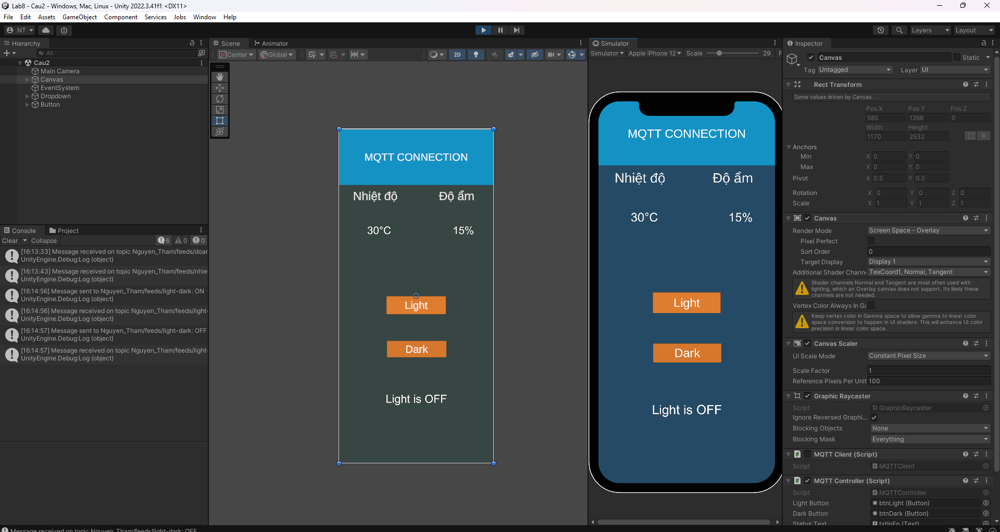 Lab8 - Cau2 - Windows, Mac, Linux - Unity 2022.3.41f1 <DX11>
File Edit Assets GameObject Component Services Jobs Window Help
NT
Layers Layout
Hierarchy
All
Cau2
Main Camera
Canvas
EventSystem
Dropdown
Button
Console Project
Clear Collapse 6 0 0
[16:13:33] Message received on topic Nguyen_Tham/feeds/doar
UnityEngine.Debug:Log (object)
[16:13:43] Message received on topic Nguyen_Tham/feeds/nhie
UnityEngine.Debug:Log (object)
[16:14:56] Message sent to Nguyen_Tham/feeds/light-dark: ON
UnityEngine.Debug:Log (object)
[16:14:56] Message received on topic Nguyen_Tham/feeds/light-
UnityEngine.Debug:Log (object)
[16:14:57] Message sent to Nguyen_Tham/feeds/light-dark: OFF
UnityEngine.Debug:Log (object)
[16:14:57] Message received on topic Nguyen_Tham/feeds/light-
UnityEngine.Debug:Log (object)
Message received on topic Nguyen_Tham/feeds/light-dark: OFF
Scene Animator
Center Global 2D
MQTT CONNECTION
Nhiệt độ Độ ẩm
30°C 15%
Light
Dark
Light is OFF
Simulator
Simulator Apple iPhone 12 Scale 29 F
MQTT CONNECTION
Nhiệt độ Độ ẩm
30°C 15%
Light
Dark
Light is OFF
Inspector
Canvas Static
Tag Untagged Layer UI
Rect Transform
Some values driven by Canvas.
Pos X Pos Y Pos Z
585 1266 0
Width Height
1170 2532 R
Anchors
Min X 0 Y 0
Max X 0 Y 0
Pivot X 0.5 Y 0.5
Rotation X 0 Y 0 Z 0
Scale X 1 Y 1 Z 1
Canvas
Render Mode Screen Space - Overlay
Pixel Perfect
Sort Order 0
Target Display Display 1
Additional Shader Chann TexCoord1, Normal, Tangent
Shader channels Normal and Tangent are most often used with
lighting, which an Overlay canvas does not support. Its likely these
channels are not needed.
Vertex Color Always In Ga
Keep vertex color in Gamma space to allow gamma to linear color
space conversion to happen in UI shaders. This will enhance UI color
precision in linear color space.
Canvas Scaler
UI Scale Mode Constant Pixel Size
Scale Factor 1
Reference Pixels Per Unit 100
Graphic Raycaster
Script GraphicRaycaster
Ignore Reversed Graphi...
Blocking Objects None
Blocking Mask Everything
MQTT Client (Script)
Script MQTTClient
MQTT Controller (Script)
Script MQTTController
Light Button btnLight (Button)
Dark Button btnDark (Button)
Status Text txtInFo (Text)